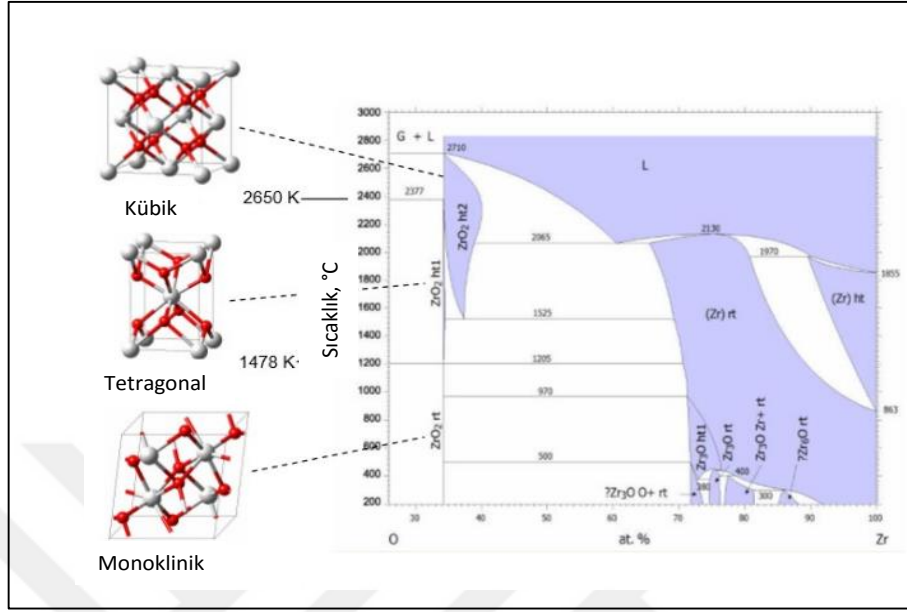 Kübik
2650 K
Tetragonal
1478 K
Monoklinik
Sıcaklık, °C
3000
2800
2600
2400
2200
2000
1800
1600
1400
1200
1000
800
600
400
200
G + L
2710
2377
L
ZrO₂ ht2
ZrO₂ ht1
ZrO₂ rt
2065
2130
1970
1855
1525
1205
970
500
(Zr) rt
(Zr) ht
863
Zr₃O ht1
Zr₃O rt
Zr₃O Zr+ rt
?Zr₆O rt
?Zr₃O O+ rt
380
400
300
30
40
50
60
70
80
90
100
O
at. %
Zr